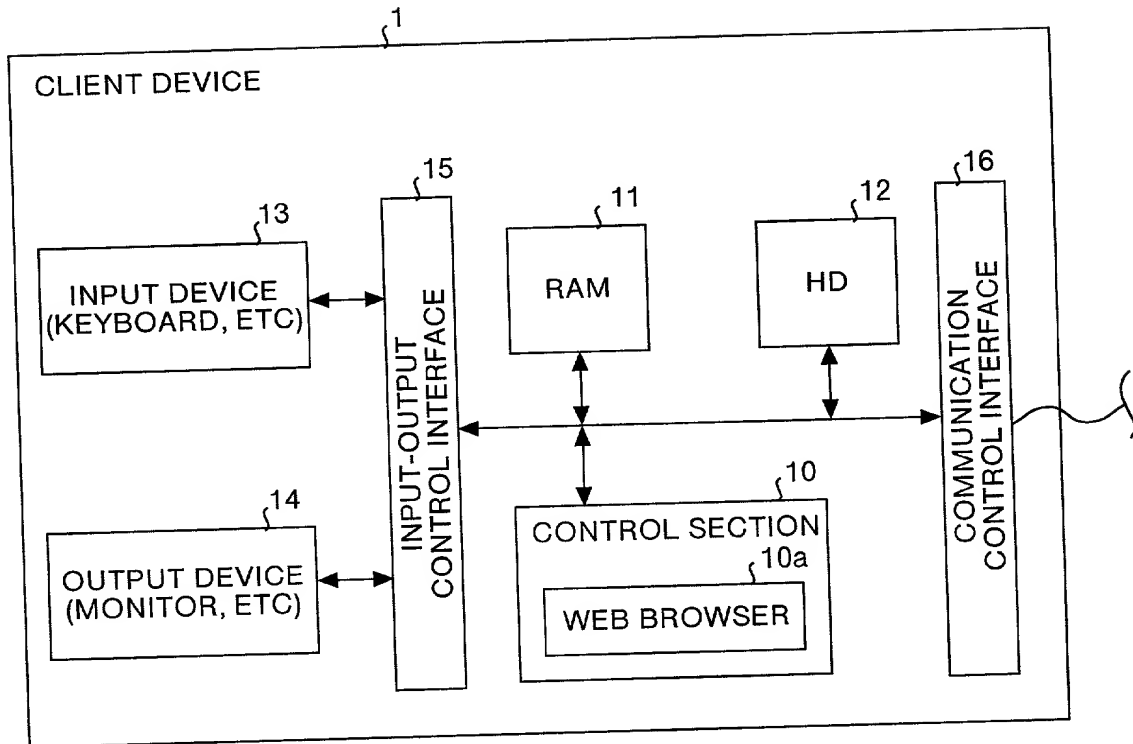 1
CLIENT DEVICE
15
16
13
11
12
INPUT DEVICE
(KEYBOARD, ETC)
INPUT-OUTPUT
CONTROL INTERFACE
RAM
HD
COMMUNICATION
CONTROL INTERFACE
14
10
OUTPUT DEVICE
(MONITOR, ETC)
CONTROL SECTION
10a
WEB BROWSER